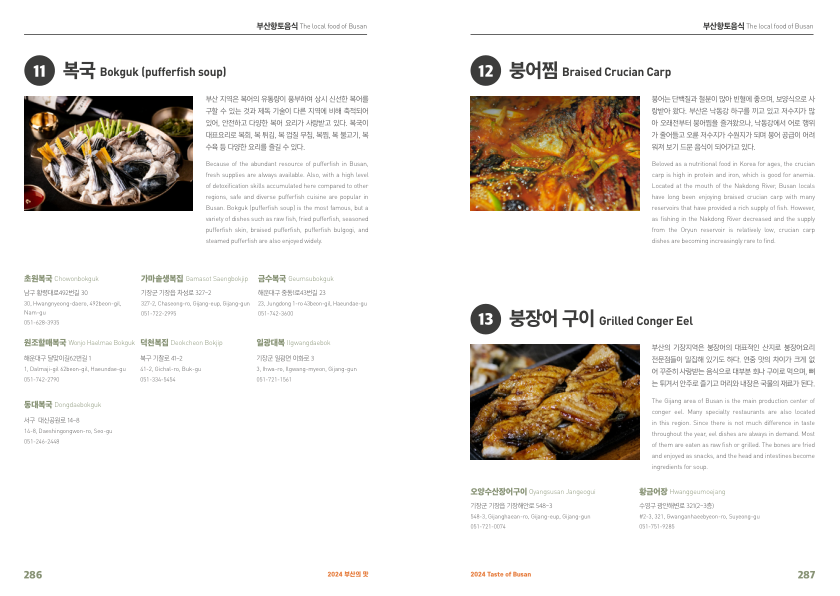 부산향토음식 The local food of Busan
11 복국 Bokguk (pufferfish soup)
부산 지역은 복어의 유통량이 풍부하여 상시 신선한 복어를
구할 수 있는 것과 제독 기술이 다른 지역에 비해 축적되어
있어, 안전하고 다양한 복어 요리가 사랑받고 있다. 복국이
대표요리로 복회, 복 튀김, 복 껍질 무침, 복찜, 복 불고기, 복
수육 등 다양한 요리를 즐길 수 있다.
Because of the abundant resource of pufferfish in Busan,
fresh supplies are always available. Also, with a high level
of detoxification skills accumulated here compared to other
regions, safe and diverse pufferfish cuisine are popular in
Busan. Bokguk (pufferfish soup) is the most famous, but a
variety of dishes such as raw fish, fried pufferfish, seasoned
pufferfish skin, braised pufferfish, pufferfish bulgogi, and
steamed pufferfish are also enjoyed widely.
초원복국 Chowonbokguk
남구 황령대로492번길 30
30, Hwangnyeong-daero, 492beon-gil,
Nam-gu
051-628-3935
가마솥생복집 Gamasot Saengbokjip
기장군 기장읍 차성로 327-2
327-2, Chaseong-ro, Gijang-eup, Gijang-gun
051-722-2995
금수복국 Geumsubokguk
해운대구 중동1로43번길 23
23, Jungdong 1-ro 43beon-gil, Haeundae-gu
051-742-3600
원조할매복국 Wonjo Haelmae Bokguk
해운대구 달맞이길62번길 1
1, Dalmaji-gil 62beon-gil, Haeundae-gu
051-742-2790
덕천복집 Deokcheon Bokjip
북구 기찰로 41-2
41-2, Gichal-ro, Buk-gu
051-334-5454
일광대복 Ilgwangdaebuk
기장군 일광면 이화로 3
3, Ihwa-ro, Ilgwang-myeon, Gijang-gun
051-721-1561
동대복국 Dongdaebokguk
서구 대신공원로 14-8
14-8, Daeshingongwon-ro, Seo-gu
051-246-2448
286
2024 부산의 맛
부산향토음식 The local food of Busan
12 붕어찜 Braised Crucian Carp
붕어는 단백질과 철분이 많아 빈혈에 좋으며, 보양식으로 사
랑받아 왔다. 부산은 낙동강 하구를 끼고 있고 저수지가 많
아 오래전부터 붕어찜을 즐겨왔으나, 낙동강에서 어로 행위
가 줄어들고 오륜 저수지가 수원지가 되며 붕어 공급이 어려
워져 보기 드문 음식이 되어가고 있다.
Beloved as a nutritional food in Korea for ages, the crucian
carp is high in protein and iron, which is good for anemia.
Located at the mouth of the Nakdong River, Busan locals
have long been enjoying braised crucian carp with many
reservoirs that have provided a rich supply of fish. However,
as fishing in the Nakdong River decreased and the supply
from the Oryun reservoir is relatively low, crucian carp
dishes are becoming increasingly rare to find.
13 붕장어 구이 Grilled Conger Eel
부산의 기장지역은 붕장어의 대표적인 산지로 붕장어요리
전문점들이 밀집해 있기도 하다. 연중 맛의 차이가 크게 없
어 꾸준히 사랑받는 음식으로 대부분 회나 구이로 먹으며, 뼈
는 튀겨서 안주로 즐기고 머리와 내장은 국물의 재료가 된다.
The Gijang area of Busan is the main production center of
conger eel. Many specialty restaurants are also located
in this region. Since there is not much difference in taste
throughout the year, eel dishes are always in demand. Most
of them are eaten as raw fish or grilled. The bones are fried
and enjoyed as snacks, and the head and intestines become
ingredients for soup.
오양수산장어구이 Oyangsusan Jangeogui
기장군 기장읍 기장해안로 548-3
548-3, Gijanghaean-ro, Gijang-eup, Gijang-gun
051-721-0074
황금어장 Hwanggeumeojang
수영구 광안해변로 321(2~3층)
#2-3, 321, Gwanganhaebyeon-ro, Suyeong-gu
051-751-9285
2024 Taste of Busan
287